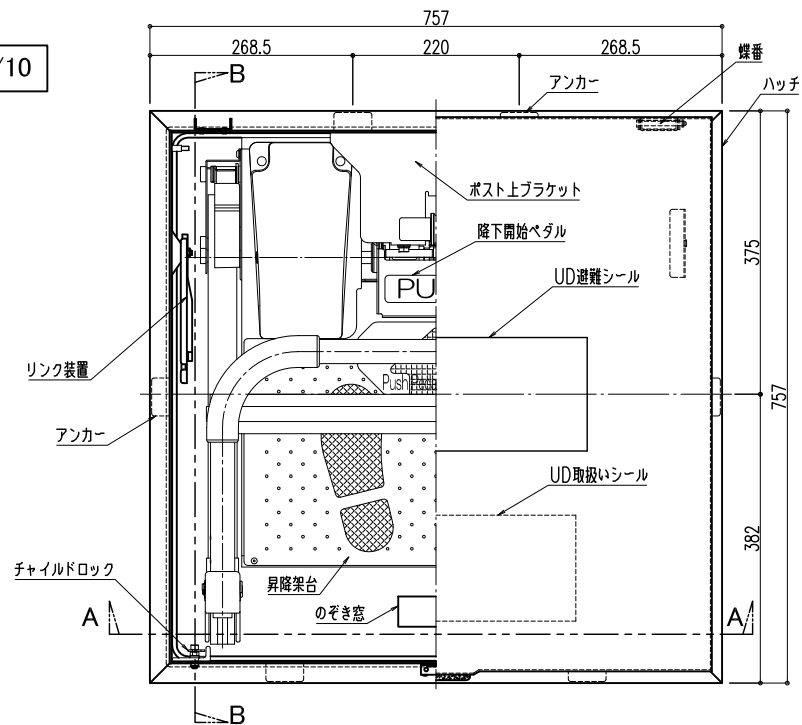 757
268.5
220
268.5
/10
B
アンカー
蝶番
ハッチ
ポスト上ブラケット
降下開始ペダル
PU
UD避難シール
375
リンク装置
Push Peda
757
アンカー
UD取扱いシール
382
チャイルドロック
昇降架台
のぞき窓
A
A
B